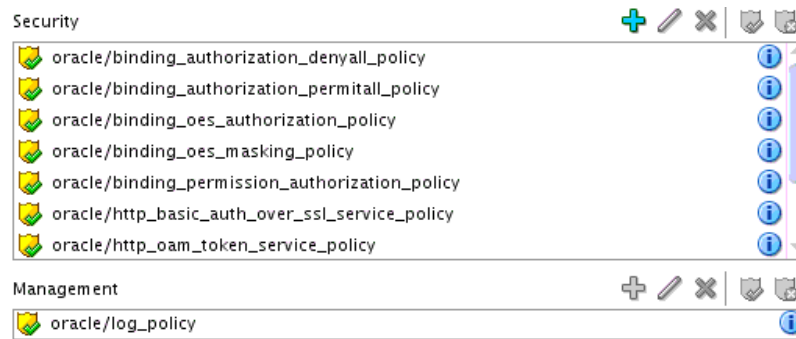 Security
oracle/binding_authorization_denyall_policy
oracle/binding_authorization_permitall_policy
oracle/binding_oes_authorization_policy
oracle/binding_oes_masking_policy
oracle/binding_permission_authorization_policy
oracle/http_basic_auth_over_ssl_service_policy
oracle/http_oam_token_service_policy
Management
oracle/log_policy